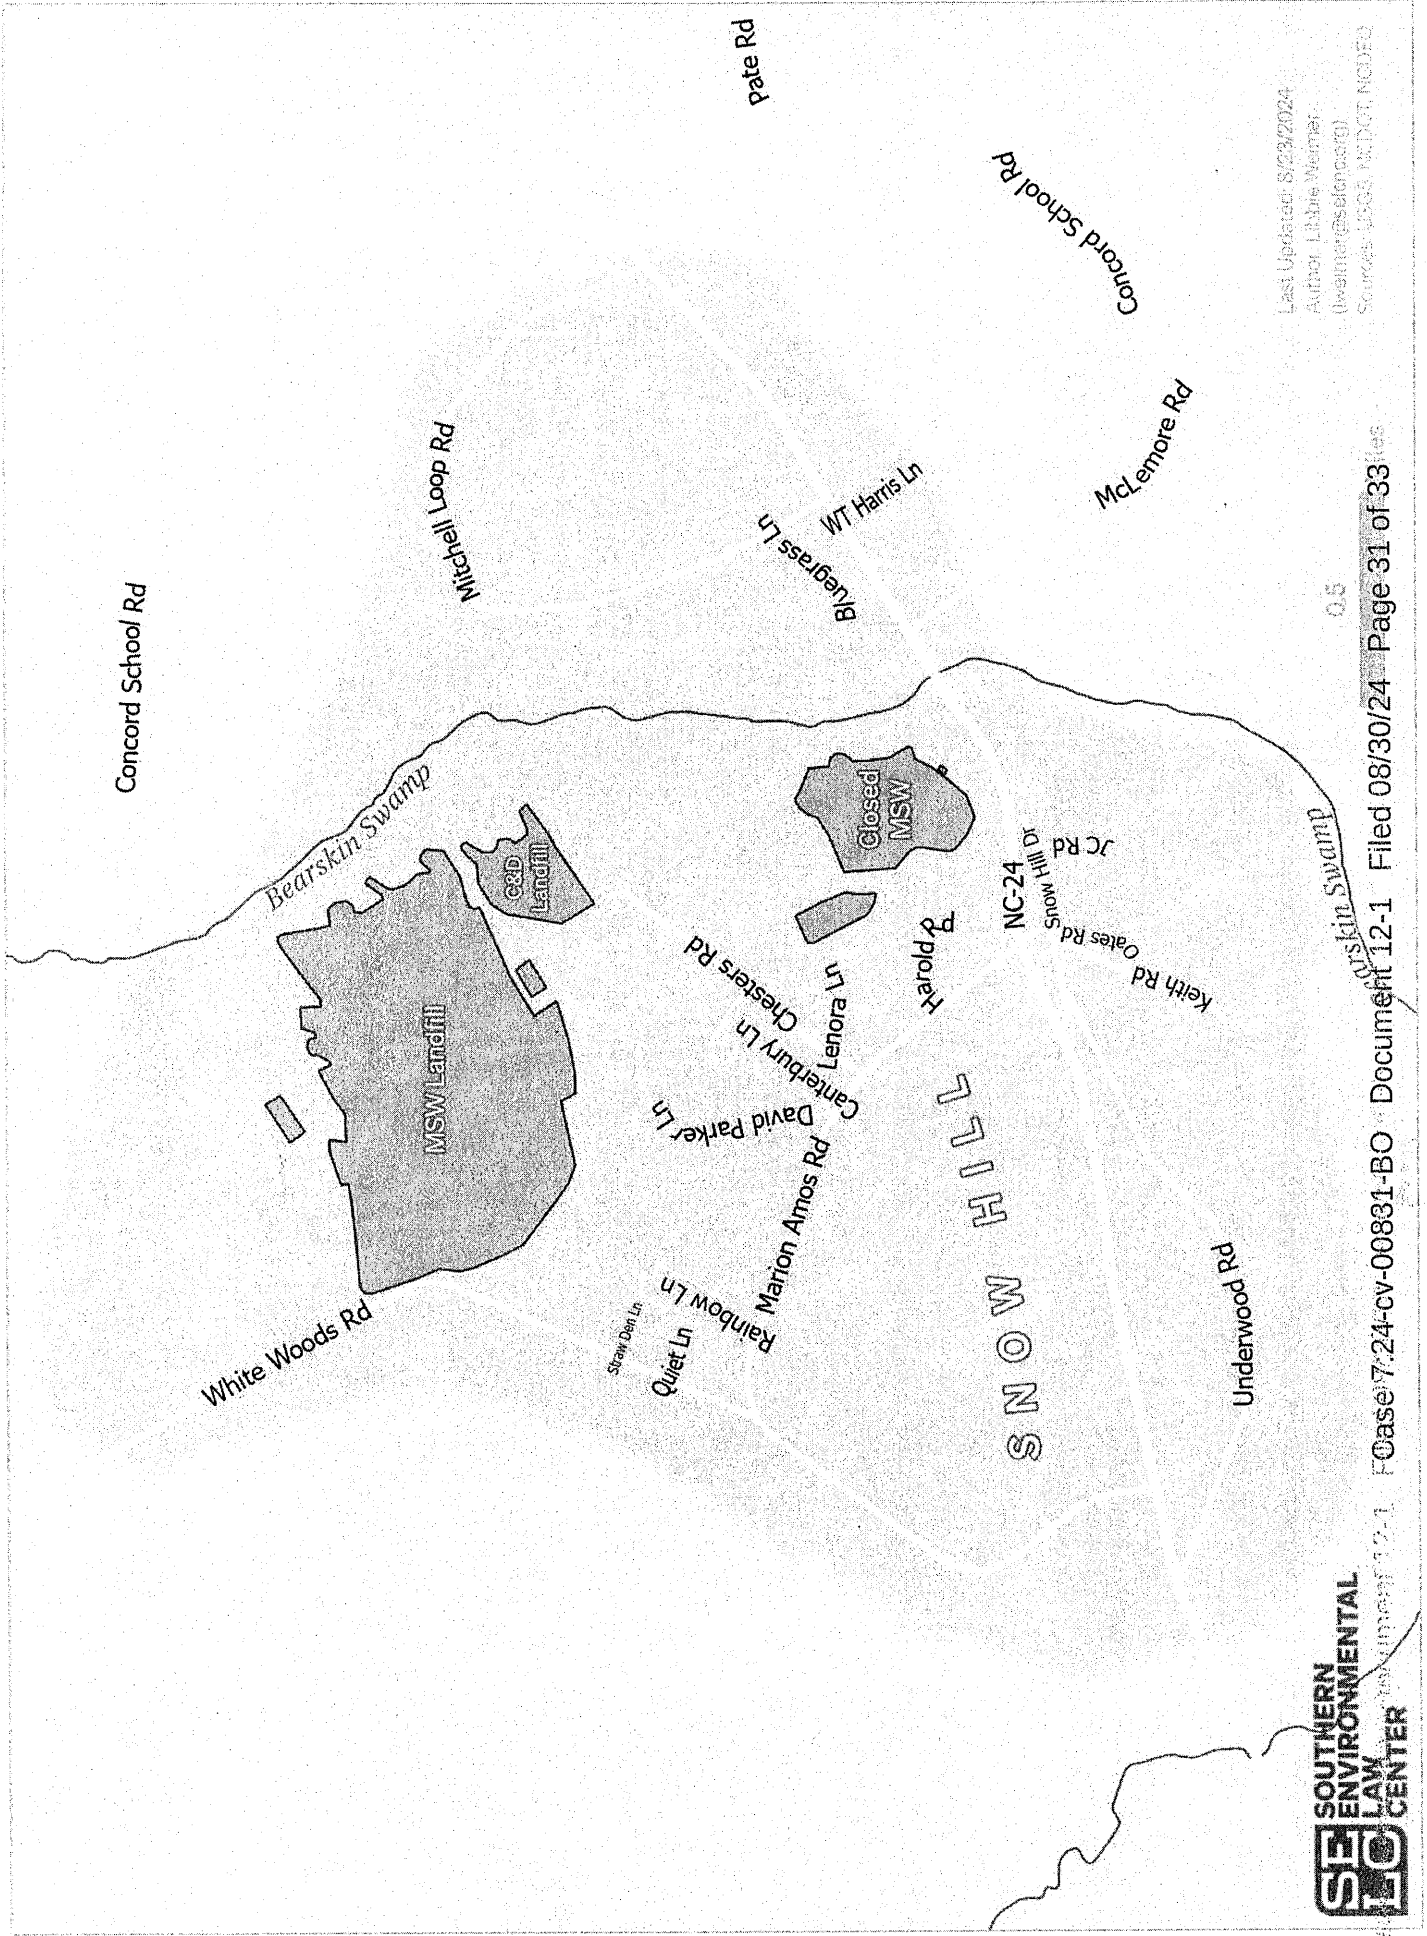 Pate Rd
Concord School Rd
Mitchell Loop Rd
WT Harris Ln
Bluegrass Ln
McLemore Rd
Concord School Rd
Bearskin Swamp
C&D
Landfill
MSW Landfill
Closed
MSW
Chesters Rd
Canterbury Ln
Lenora Ln
David Parker Ln
Marion Amos Rd
Rainbow Ln
Quiet Ln
Straw Den Ln
White Woods Rd
Harold Rd
NC-24
Snow Hill Dr
JC Rd
Oates Rd
Keith Rd
SNOW HILL
Underwood Rd
Bearskin Swamp
0.5
Last Updated: 8/23/2024
Author: Libbie Weimer
SELC
SOUTHERN
ENVIRONMENTAL
LAW
CENTER
Case 7:24-cv-00831-BO Document 12-1 Filed 08/30/24 Page 31 of 33